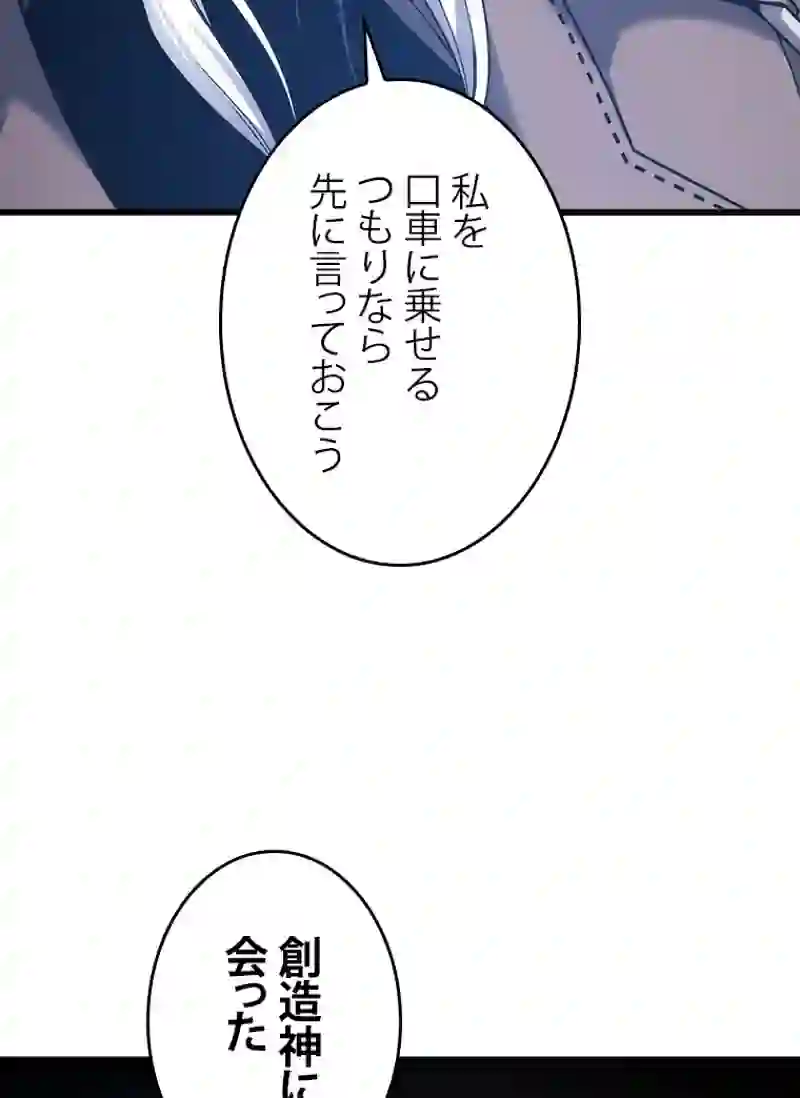 私を
口車に乗せる
つもりなら
先に言っておこう
創造神に
会った